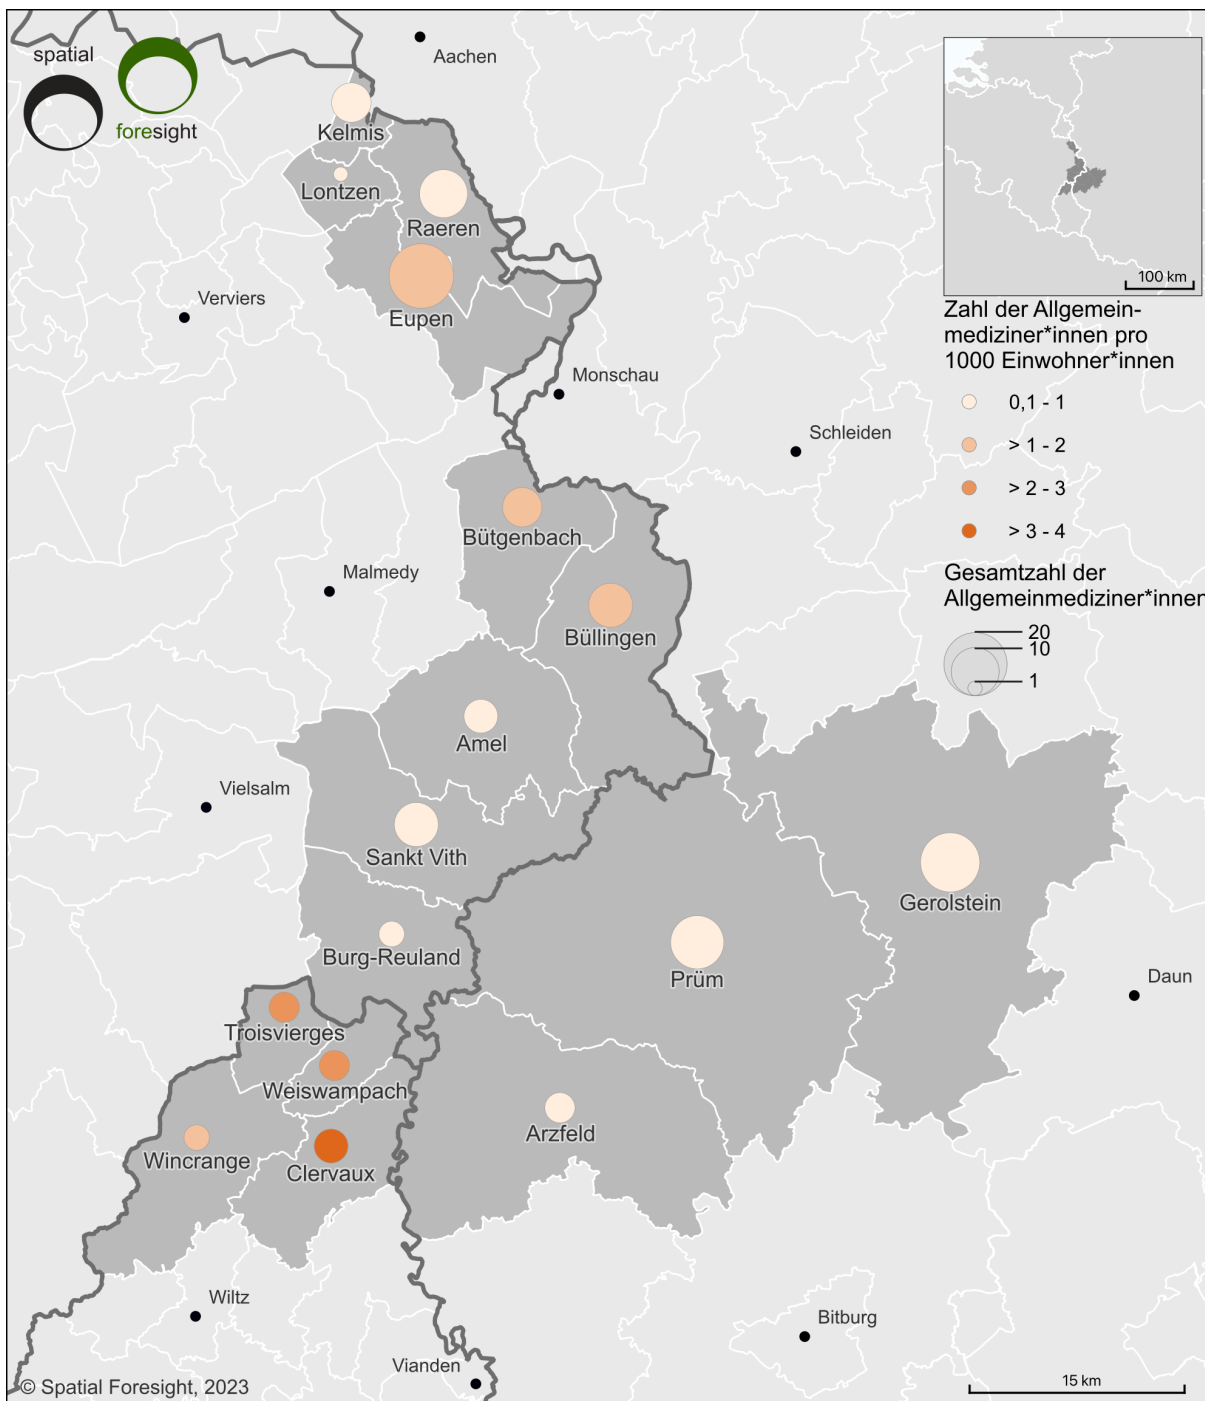 spatial
foresight
Aachen
Kelmis
Lontzen
Raeren
Eupen
Verviers
Monschau
Schleiden
100 km
Zahl der Allgemein-
mediziner*innen pro
1000 Einwohner*innen
0,1 - 1
> 1 - 2
> 2 - 3
> 3 - 4
Gesamtzahl der
Allgemeinmediziner*innen
20
10
1
Bütgenbach
Malmedy
Büllingen
Amel
Vielsalm
Sankt Vith
Gerolstein
Burg-Reuland
Prüm
Daun
Troisvierges
Weiswampach
Arzfeld
Wincrange
Clervaux
Wiltz
Bitburg
Vianden
© Spatial Foresight, 2023
15 km